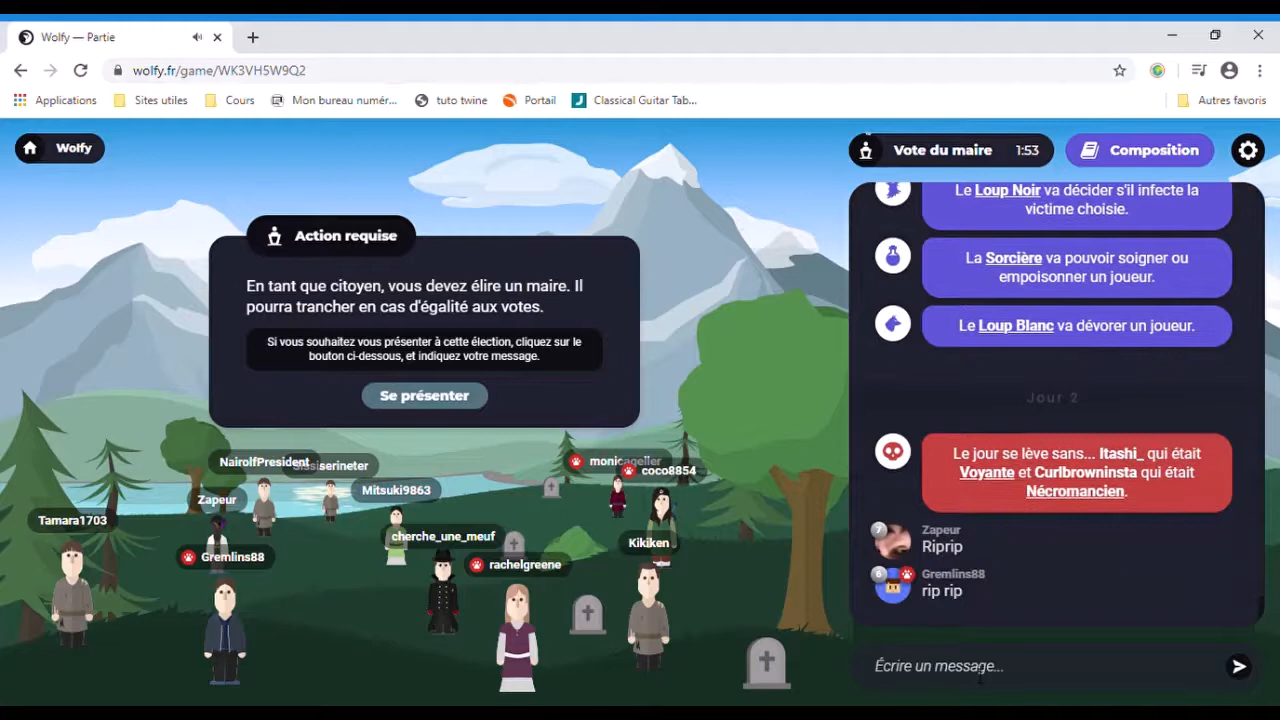 Wolfy — Partie
wolfy.fr/game/WK3VH5W9Q2
Applications
Sites utiles
Cours
Mon bureau numér...
tuto twine
Portail
Classical Guitar Tab...
Autres favoris
Wolfy
Vote du maire 1:53
Composition
Action requise
En tant que citoyen, vous devez élire un maire. Il
pourra trancher en cas d'égalité aux votes.
Si vous souhaitez vous présenter à cette élection, cliquez sur le
bouton ci-dessous, et indiquez votre message.
Se présenter
Le Loup Noir va décider s'il infecte la
victime choisie.
La Sorcière va pouvoir soigner ou
empoisonner un joueur.
Le Loup Blanc va dévorer un joueur.
Jour 2
Le jour se lève sans... Itashi_ qui était
Voyante et Curlbrowninsta qui était
Nécromancien.
7
Zapeur
Riprip
6
Gremlins88
rip rip
Écrire un message...
NairolfPresident
Zapeur
Mitsuki9863
coco8854
Tamara1703
cherche_une_meuf
Kikiken
Gremlins88
rachelgreene